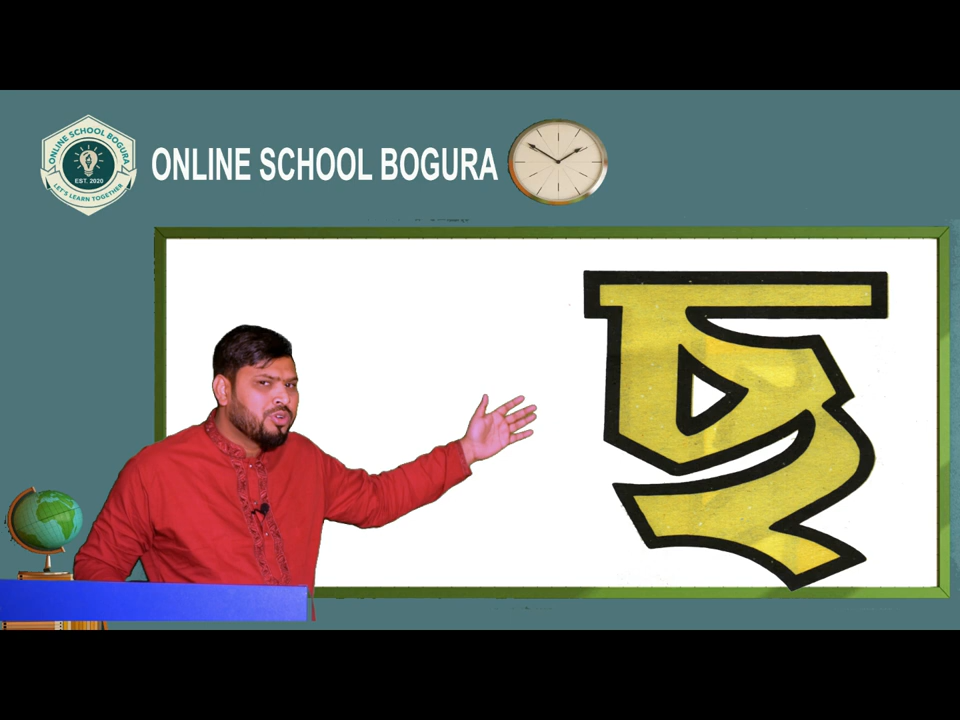 ONLINE SCHOOL BOGURA
EST. 2020
LET'S LEARN TOGETHER
ONLINE SCHOOL BOGURA
ছ